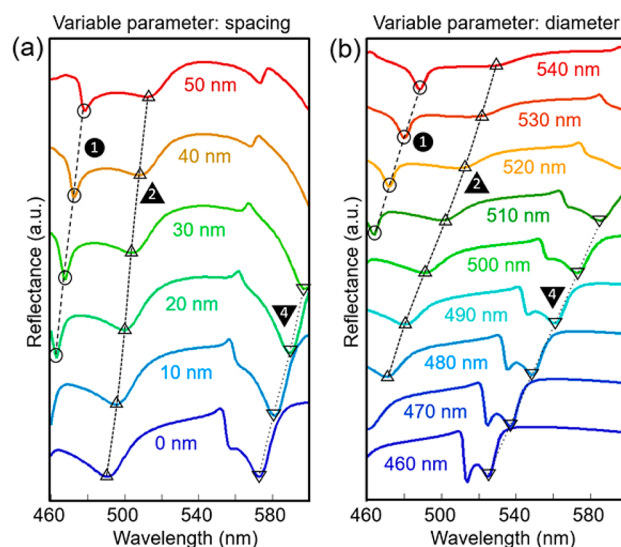 Variable parameter: spacing
(a)
50 nm
1
40 nm
2
30 nm
20 nm
4
10 nm
0 nm
Reflectance (a.u.)
460 500 540 580
Wavelength (nm)
Variable parameter: diameter
(b)
540 nm
530 nm
1
520 nm
2
510 nm
500 nm
490 nm
4
480 nm
470 nm
460 nm
Reflectance (a.u.)
460 500 540 580
Wavelength (nm)